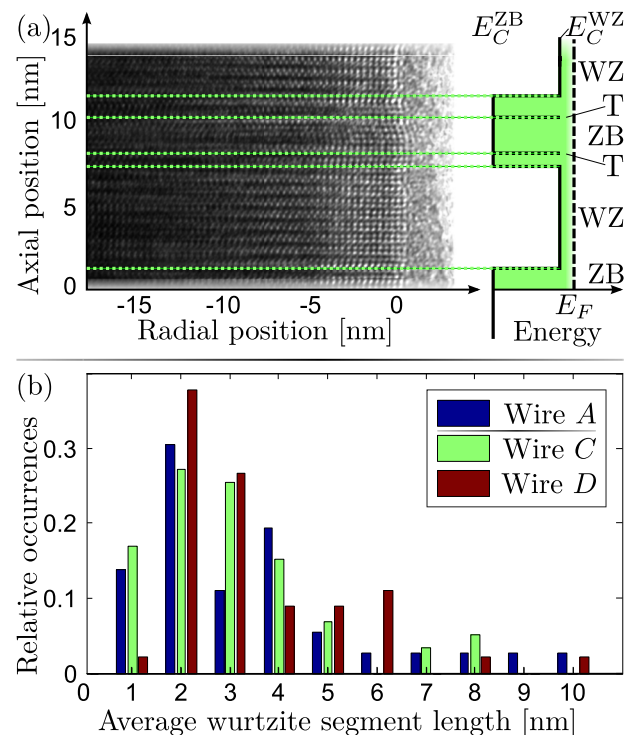 (a)
15
10
5
0
Axial position [nm]
-15 -10 -5 0
Radial position [nm]
E_C^ZB E_C^WZ
WZ
T
ZB
T
WZ
ZB
E_F
Energy
(b)
Relative occurrences
0.3
0.2
0.1
0
Wire A
Wire C
Wire D
0 1 2 3 4 5 6 7 8 9 10
Average wurtzite segment length [nm]